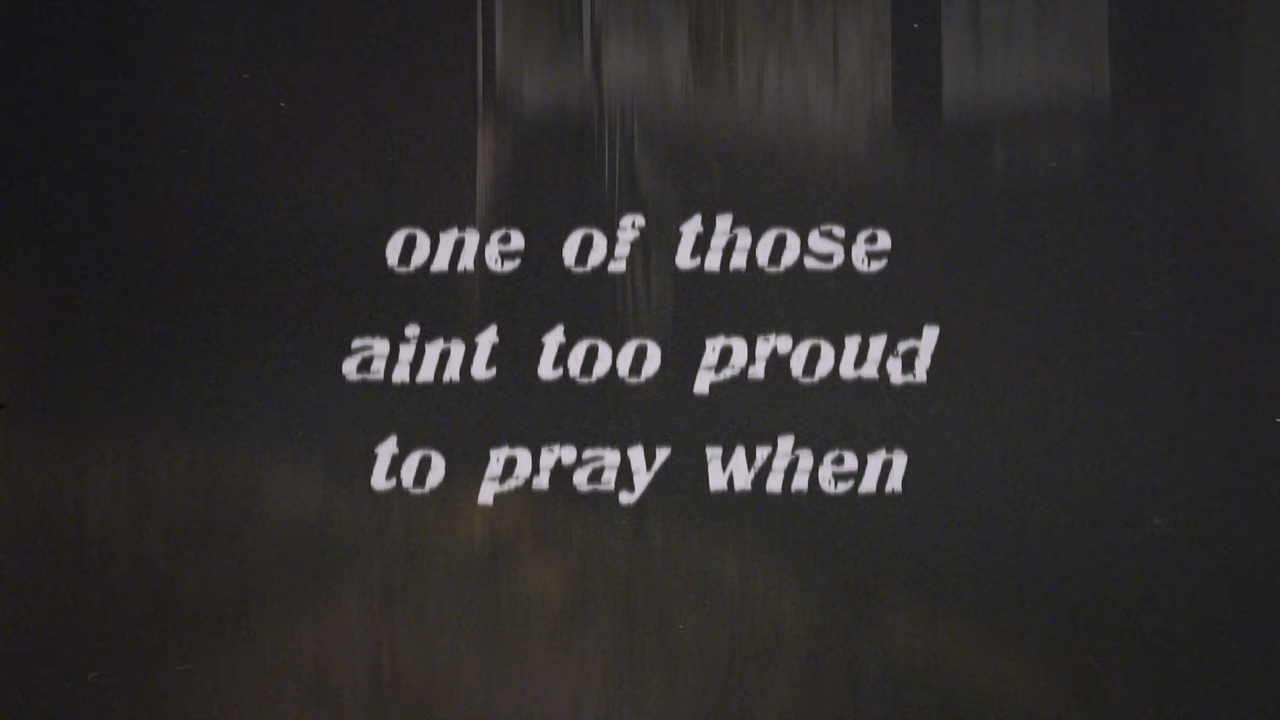 one of those
aint too proud
to pray when